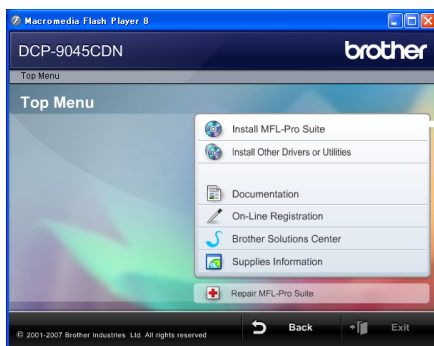 Macromedia Flash Player 8
DCP-9045CDN
brother
Top Menu
Top Menu
Install MFL-Pro Suite
Install Other Drivers or Utilities
Documentation
On-Line Registration
Brother Solutions Center
Supplies Information
Repair MFL-Pro Suite
© 2001-2007 Brother Industries Ltd. All rights reserved
Back
Exit